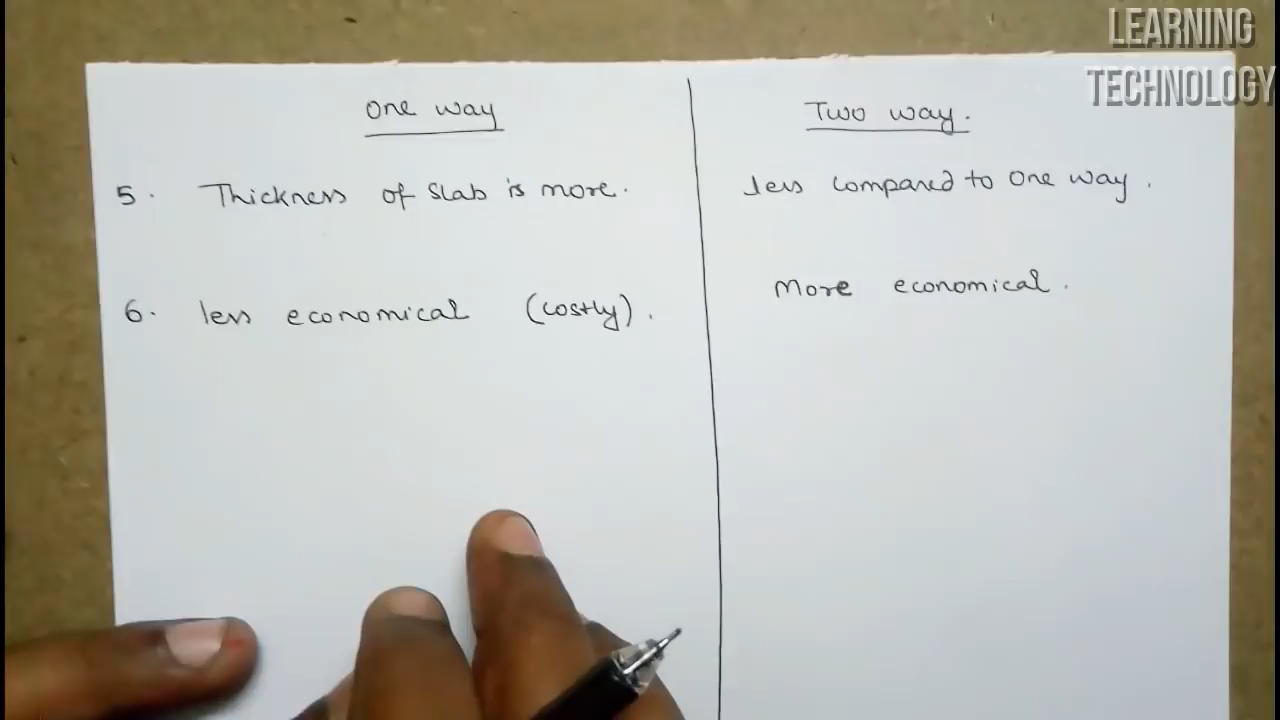 LEARNING
TECHNOLOGY
One way
Two way.
5. Thickness of slab is more.
less compared to one way.
6. less economical (costly).
More economical.